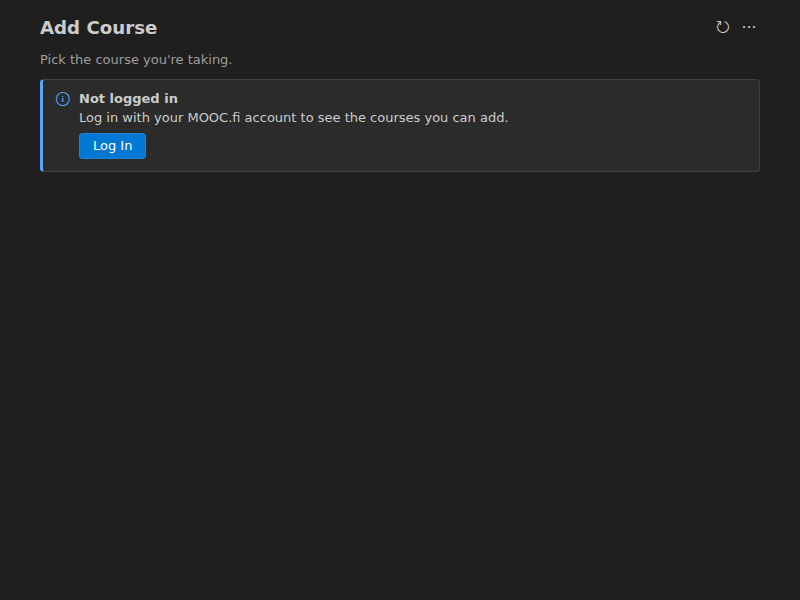 Add Course
Pick the course you're taking.
Not logged in
Log in with your MOOC.fi account to see the courses you can add.
Log In